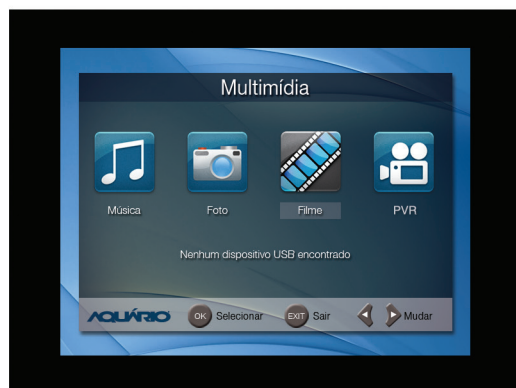 Multimídia
Música Foto Filme PVR
Nenhum dispositivo USB encontrado
AQUÁRIO OK Selecionar EXIT Sair Mudar